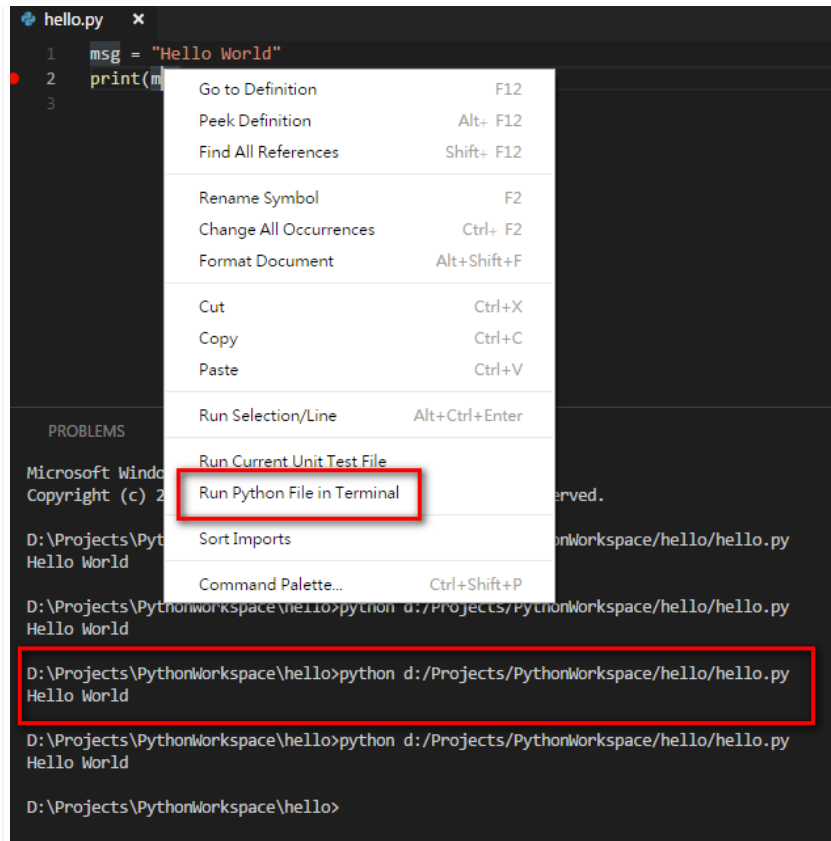 hello.py ×
1 msg = "Hello World"
2 print(m
3
Go to Definition F12
Peek Definition Alt+ F12
Find All References Shift+ F12
Rename Symbol F2
Change All Occurrences Ctrl+ F2
Format Document Alt+Shift+F
Cut Ctrl+X
Copy Ctrl+C
Paste Ctrl+V
Run Selection/Line Alt+Ctrl+Enter
Run Current Unit Test File
Run Python File in Terminal
Sort Imports
Command Palette... Ctrl+Shift+P
PROBLEMS
Microsoft Windo
Copyright (c) 2 erved.
D:\Projects\Pyt onWorkspace/hello/hello.py
Hello World
D:\Projects\PythonWorkspace\hello>python d:/Projects/PythonWorkspace/hello/hello.py
Hello World
D:\Projects\PythonWorkspace\hello>python d:/Projects/PythonWorkspace/hello/hello.py
Hello World
D:\Projects\PythonWorkspace\hello>python d:/Projects/PythonWorkspace/hello/hello.py
Hello World
D:\Projects\PythonWorkspace\hello>